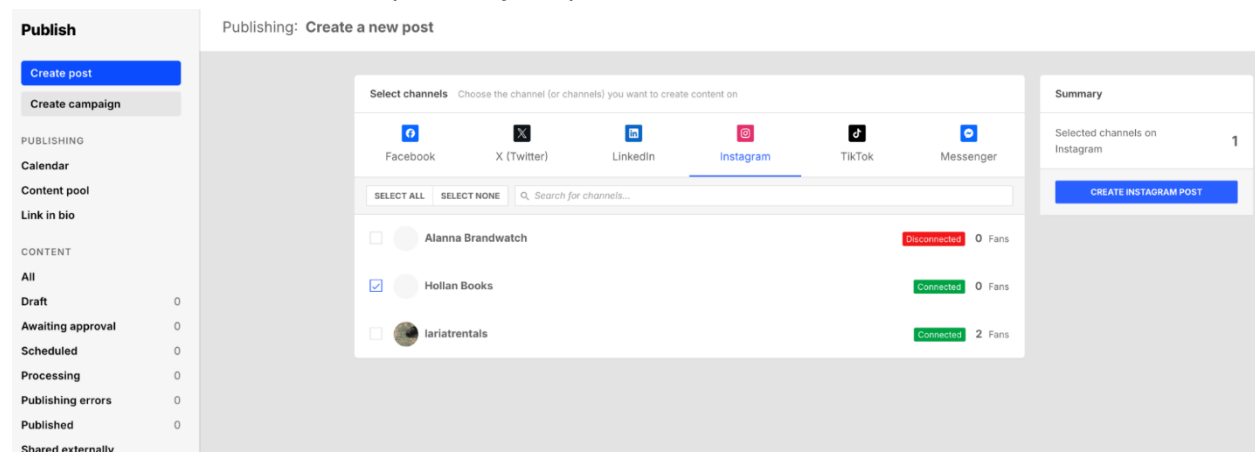 Publish
Publishing: Create a new post
Create post
Create campaign
PUBLISHING
Calendar
Content pool
Link in bio
CONTENT
All
Draft 0
Awaiting approval 0
Scheduled 0
Processing 0
Publishing errors 0
Published 0
Shared externally
Select channels Choose the channel (or channels) you want to create content on
Facebook X (Twitter) LinkedIn Instagram TikTok Messenger
SELECT ALL SELECT NONE Search for channels...
Alanna Brandwatch Disconnected 0 Fans
Hollan Books Connected 0 Fans
lariatrentals Connected 2 Fans
Summary
Selected channels on
Instagram 1
CREATE INSTAGRAM POST